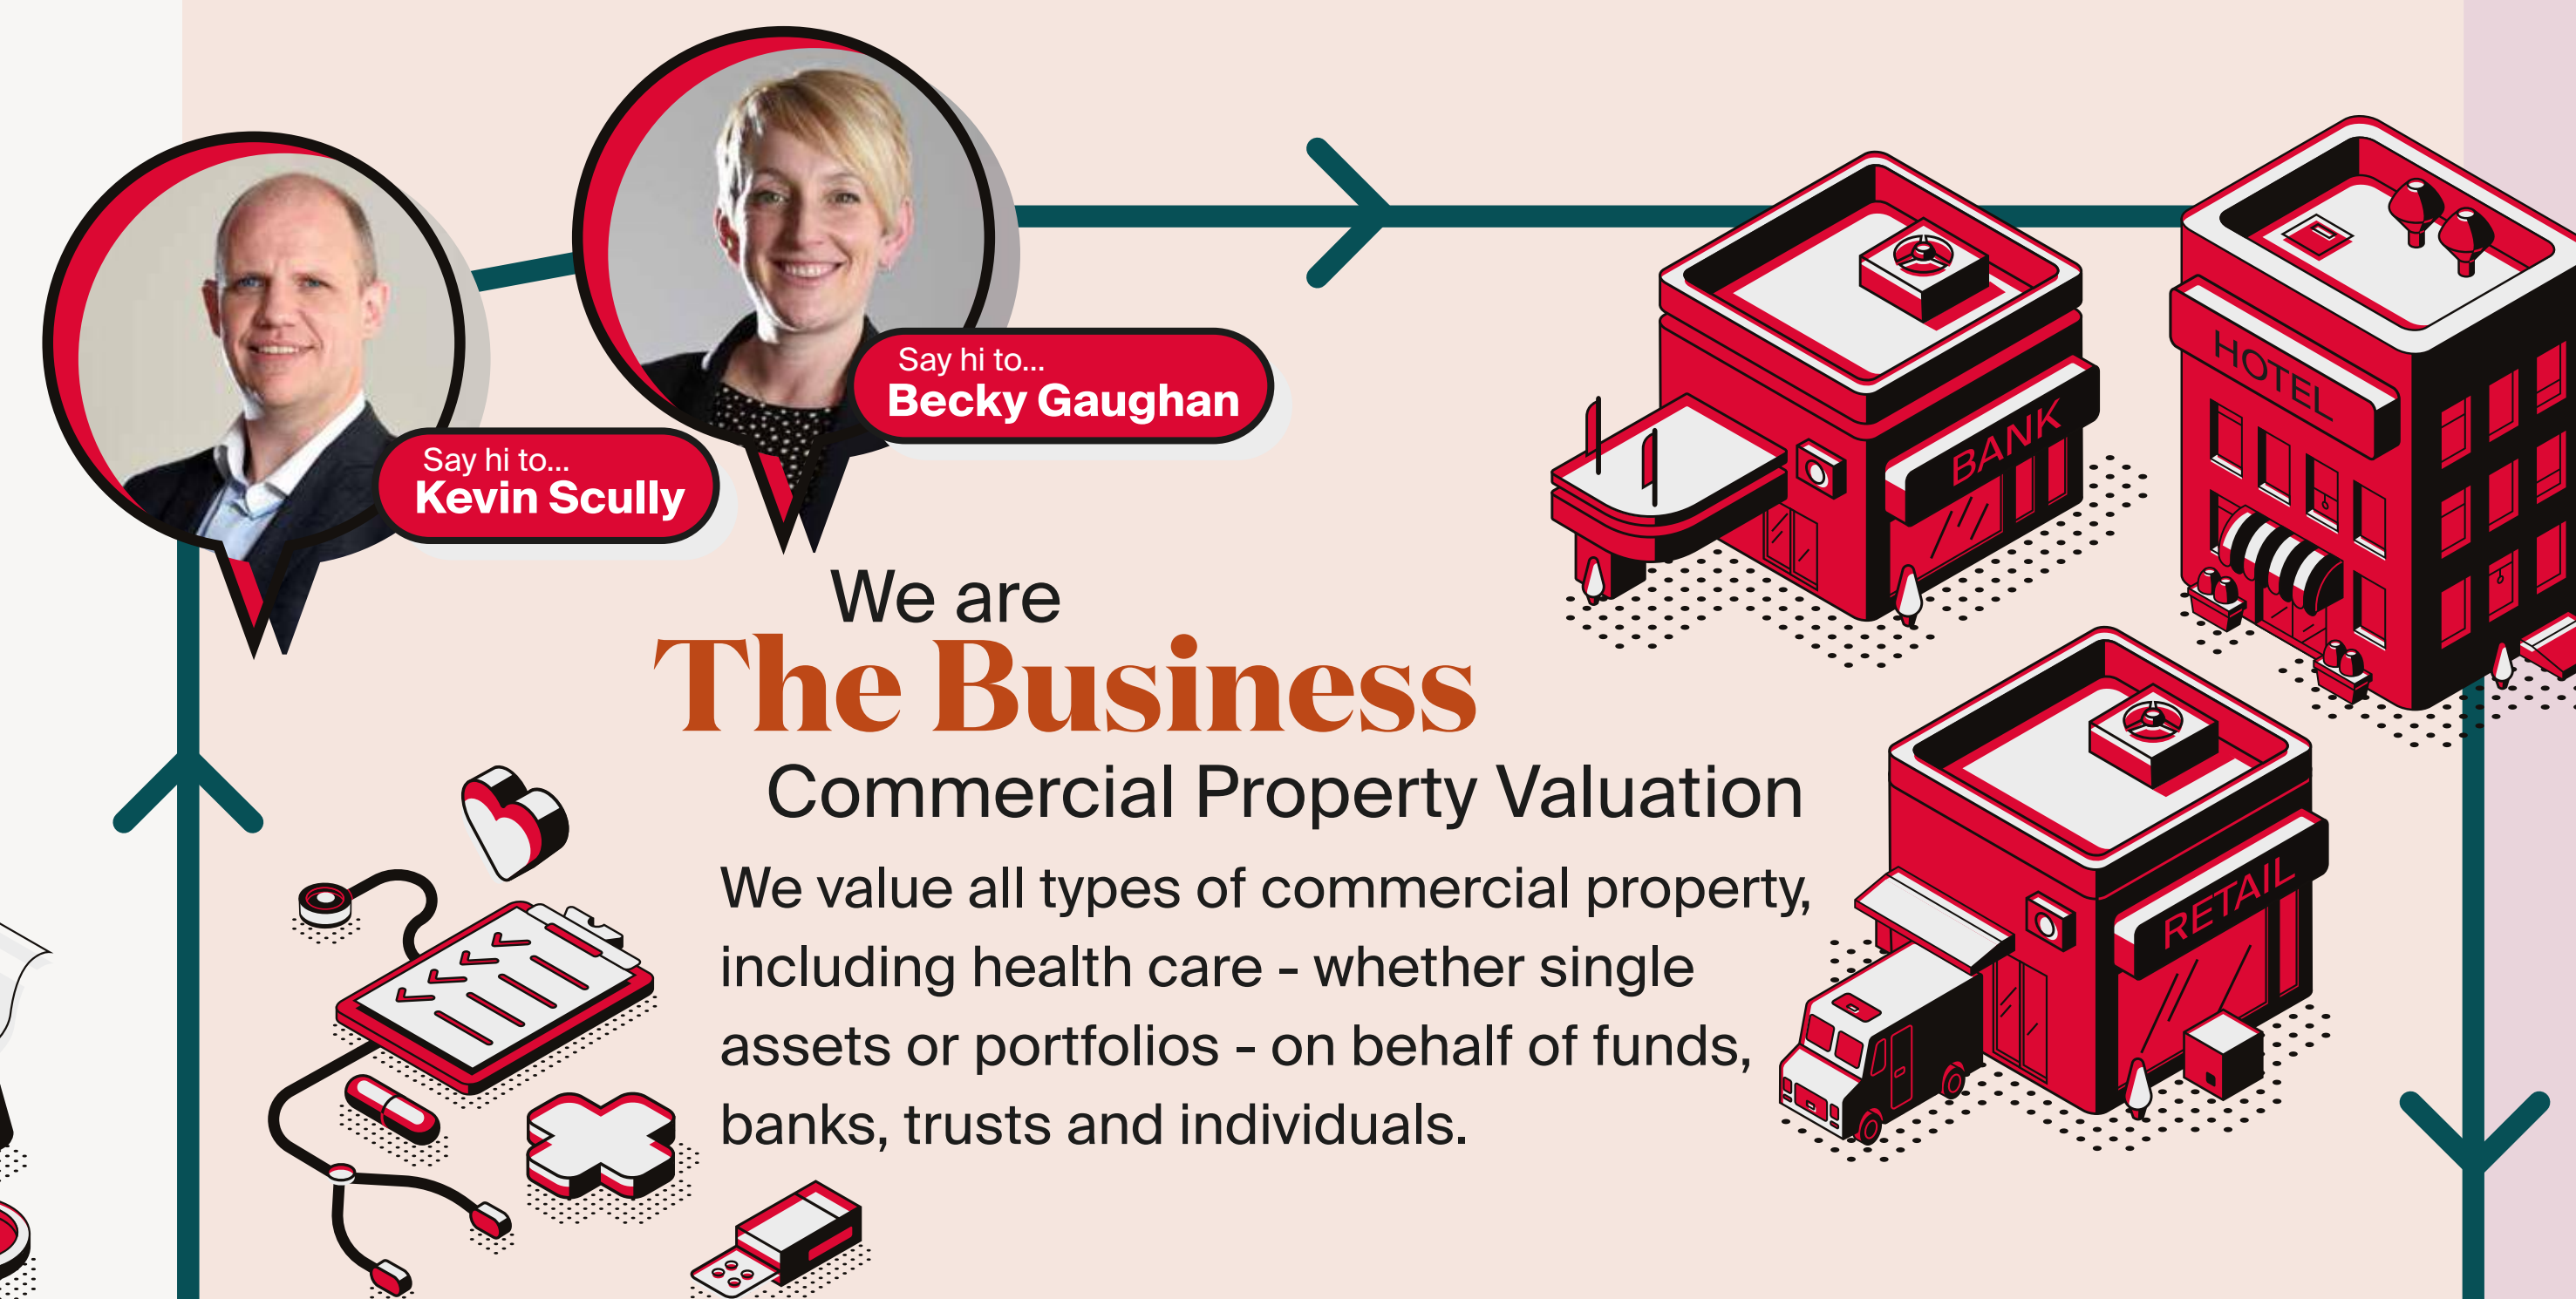 Say hi to...
Kevin Scully
Say hi to...
Becky Gaughan
We are
The Business
Commercial Property Valuation
We value all types of commercial property,
including health care - whether single
assets or portfolios - on behalf of funds,
banks, trusts and individuals.
BANK
HOTEL
RETAIL